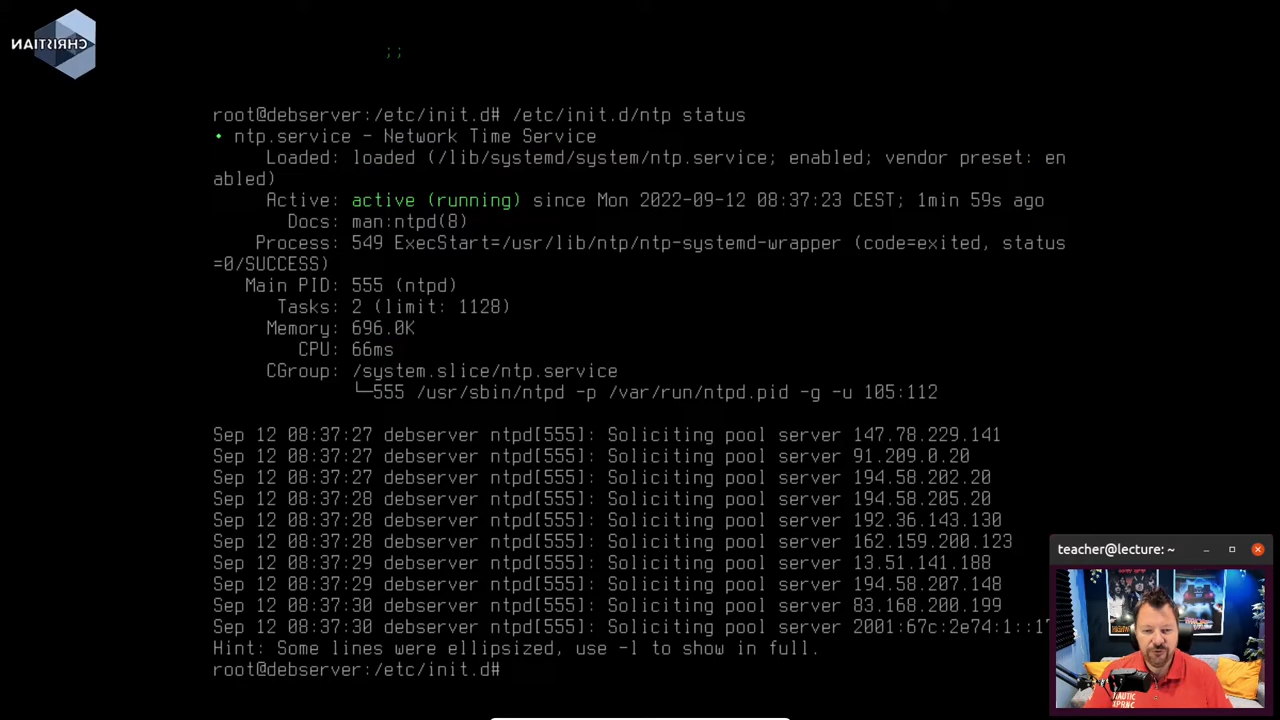 CHRISTIAN
;;
root@debserver:/etc/init.d# /etc/init.d/ntp status
• ntp.service - Network Time Service
Loaded: loaded (/lib/systemd/system/ntp.service; enabled; vendor preset: en
abled)
Active: active (running) since Mon 2022-09-12 08:37:23 CEST; 1min 59s ago
Docs: man:ntpd(8)
Process: 549 ExecStart=/usr/lib/ntp/ntp-systemd-wrapper (code=exited, status
=0/SUCCESS)
Main PID: 555 (ntpd)
Tasks: 2 (limit: 1128)
Memory: 696.0K
CPU: 66ms
CGroup: /system.slice/ntp.service
└─555 /usr/sbin/ntpd -p /var/run/ntpd.pid -g -u 105:112
Sep 12 08:37:27 debserver ntpd[555]: Soliciting pool server 147.78.229.141
Sep 12 08:37:27 debserver ntpd[555]: Soliciting pool server 91.209.0.20
Sep 12 08:37:27 debserver ntpd[555]: Soliciting pool server 194.58.202.20
Sep 12 08:37:28 debserver ntpd[555]: Soliciting pool server 194.58.205.20
Sep 12 08:37:28 debserver ntpd[555]: Soliciting pool server 192.36.143.130
Sep 12 08:37:28 debserver ntpd[555]: Soliciting pool server 162.159.200.123
Sep 12 08:37:29 debserver ntpd[555]: Soliciting pool server 13.51.141.188
Sep 12 08:37:29 debserver ntpd[555]: Soliciting pool server 194.58.207.148
Sep 12 08:37:30 debserver ntpd[555]: Soliciting pool server 83.168.200.199
Sep 12 08:37:30 debserver ntpd[555]: Soliciting pool server 2001:67c:2e74:1::17
Hint: Some lines were ellipsized, use -l to show in full.
root@debserver:/etc/init.d#
teacher@lecture: ~